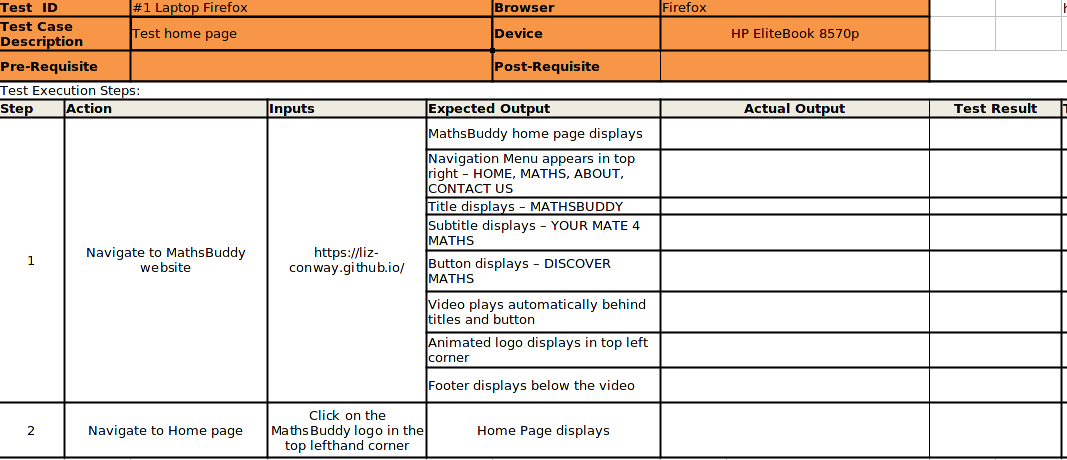 Test  ID #1 Laptop Firefox Browser Firefox
Test Case
Description
Test home page Device HP EliteBook 8570p
Pre-Requisite Post-Requisite
Test Execution Steps:
Step Action Inputs Expected Output Actual Output Test Result
1
Navigate to MathsBuddy
website
https://liz-
conway.github.io/
MathsBuddy home page displays
Navigation Menu appears in top
right – HOME, MATHS, ABOUT,
CONTACT US
Title displays – MATHSBUDDY
Subtitle displays – YOUR MATE 4
MATHS
Button displays – DISCOVER
MATHS
Video plays automatically behind
titles and button
Animated logo displays in top left
corner
Footer displays below the video
2
Navigate to Home page
Click on the
MathsBuddy logo in the
top lefthand corner
Home Page displays